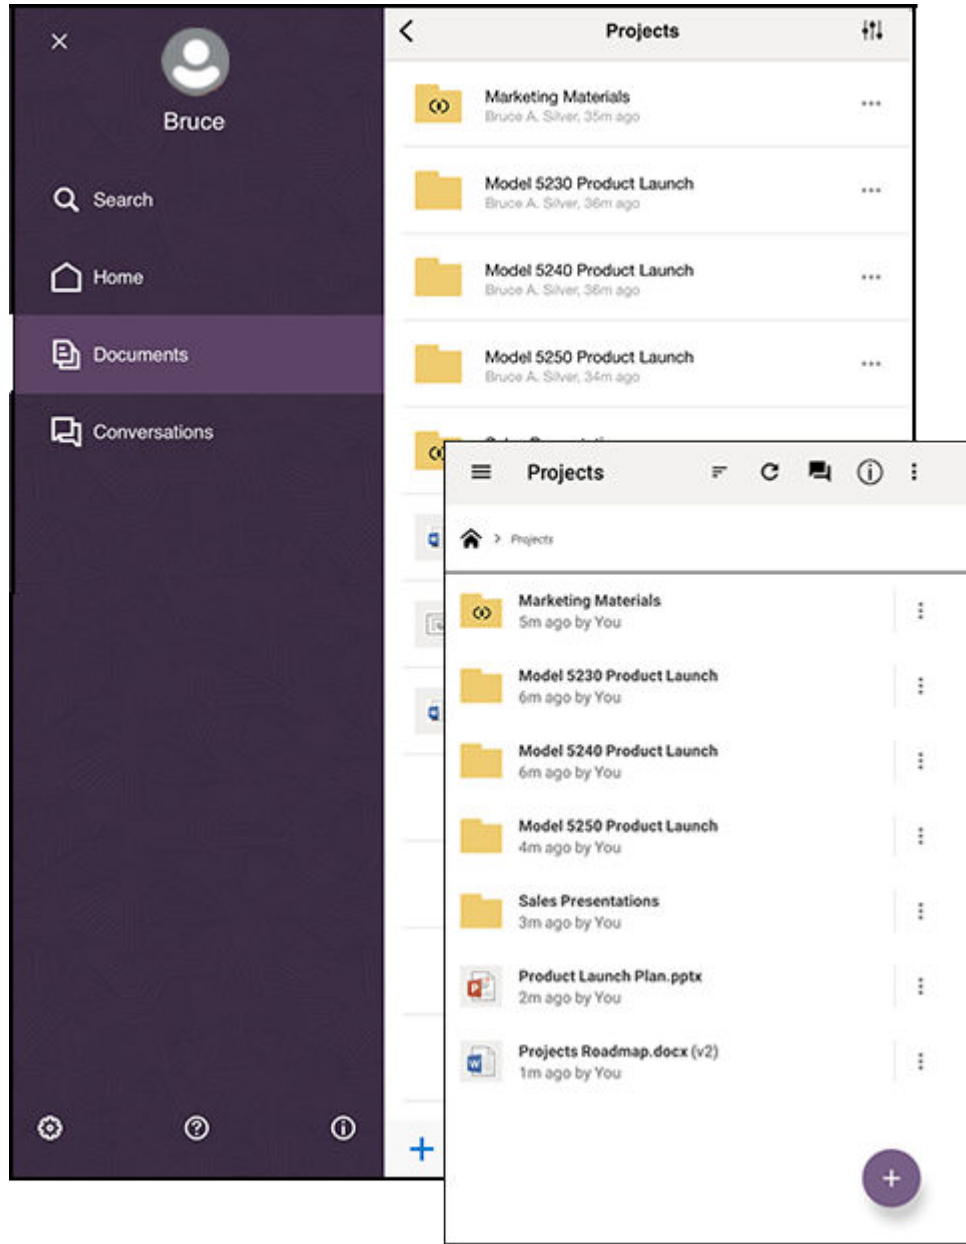 Bruce
Search
Home
Documents
Conversations
Projects
Marketing Materials
Bruce A. Silver, 35m ago
Model 5230 Product Launch
Bruce A. Silver, 36m ago
Model 5240 Product Launch
Bruce A. Silver, 36m ago
Model 5250 Product Launch
Bruce A. Silver, 34m ago
Projects
Projects
Marketing Materials
5m ago by You
Model 5230 Product Launch
6m ago by You
Model 5240 Product Launch
6m ago by You
Model 5250 Product Launch
4m ago by You
Sales Presentations
3m ago by You
Product Launch Plan.pptx
2m ago by You
Projects Roadmap.docx (v2)
1m ago by You